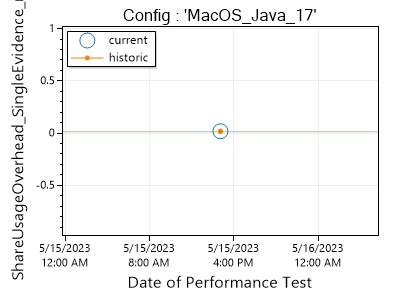 Config : 'MacOS_Java_17'
ShareUsageOverhead_SingleEvidence_
1
0.5
0
-0.5
current
historic
5/15/2023
12:00 AM
5/15/2023
8:00 AM
5/15/2023
4:00 PM
5/16/2023
12:00 AM
Date of Performance Test